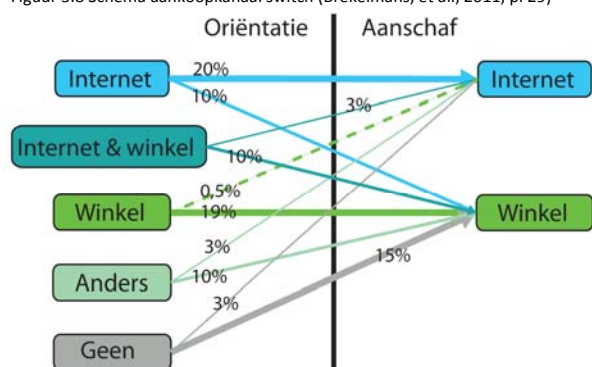 Figuur 3.8 Schema aankoopkanaal switch (Brekelmans, et all, 2011, p. 29)
Oriëntatie Aanschaf
Internet 20% Internet
10%
3%
Internet & winkel 10%
0,5%
Winkel 19% Winkel
3%
15%
Anders 10%
3%
Geen